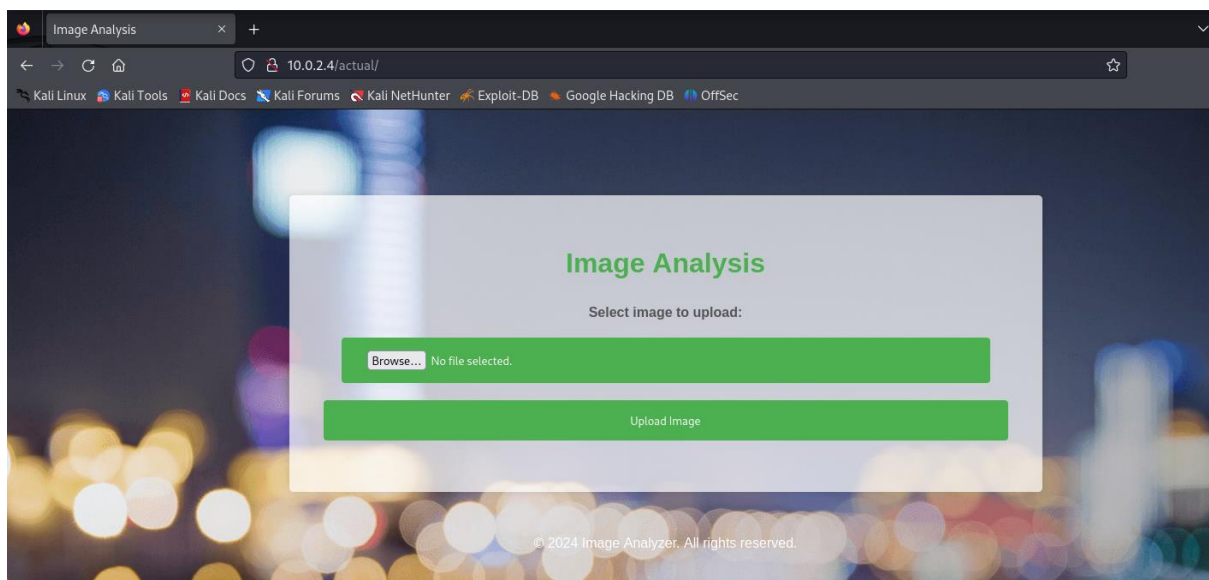 Image Analysis
10.0.2.4/actual/
Kali Linux Kali Tools Kali Docs Kali Forums Kali NetHunter Exploit-DB Google Hacking DB OffSec
Image Analysis
Select image to upload:
Browse... No file selected.
Upload Image
© 2024 Image Analyzer. All rights reserved.